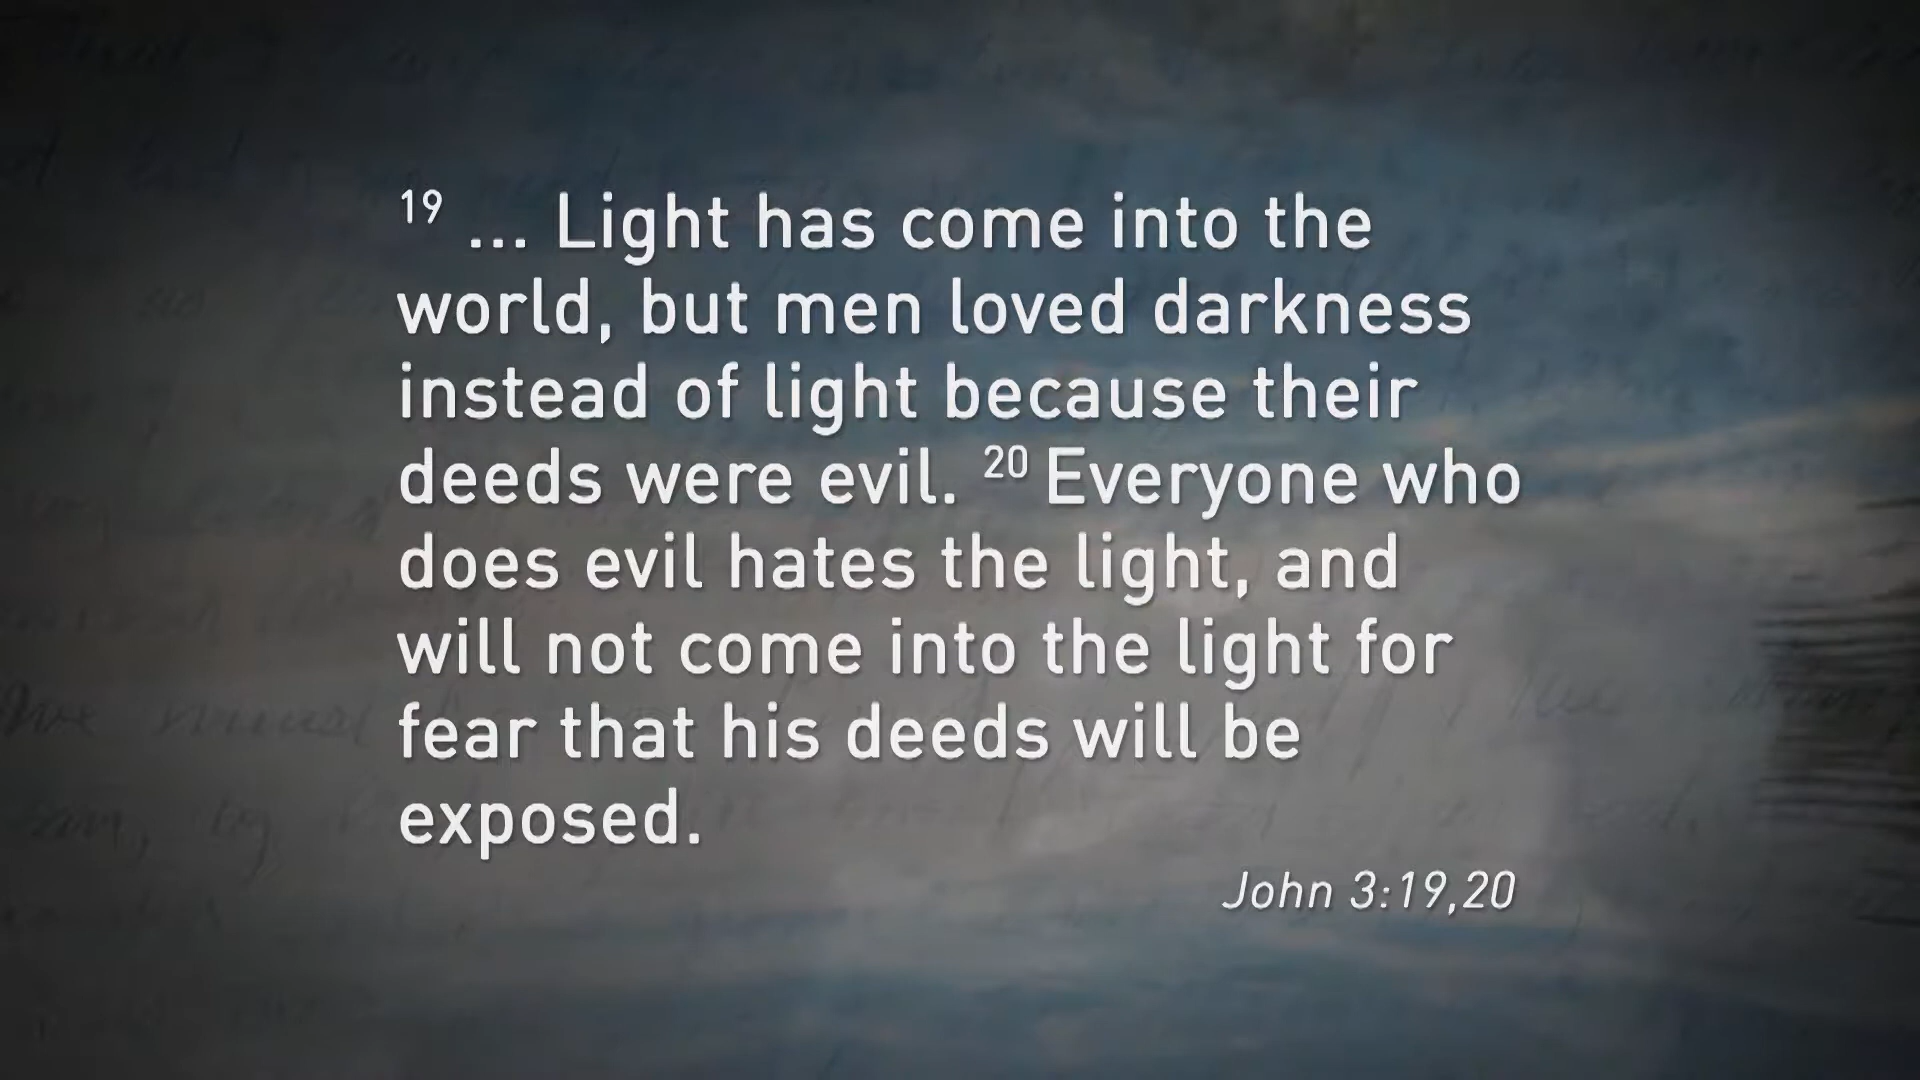 19 ... Light has come into the
world, but men loved darkness
instead of light because their
deeds were evil. 20 Everyone who
does evil hates the light, and
will not come into the light for
fear that his deeds will be
exposed.
John 3:19,20